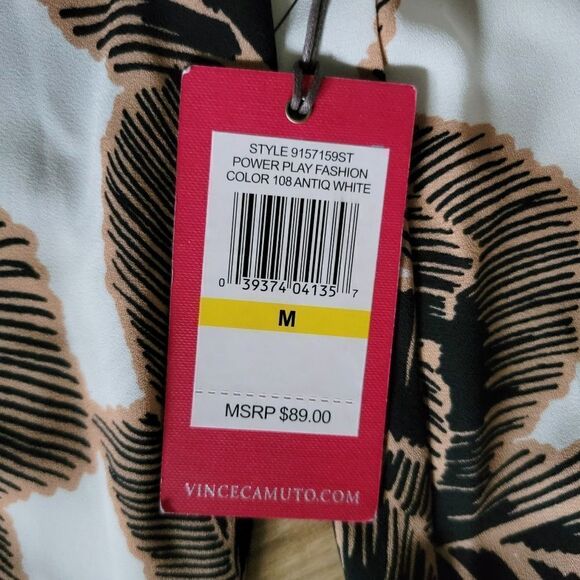 STYLE 9157159ST
POWER PLAY FASHION
COLOR 108 ANTIQ WHITE
0 39374 04135 7
M
MSRP $89.00
VINCECAMUTO.COM